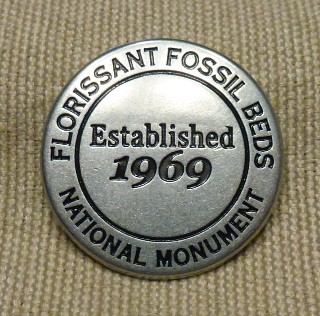 FLORISSANT FOSSIL BEDS
Established
1969
NATIONAL MONUMENT